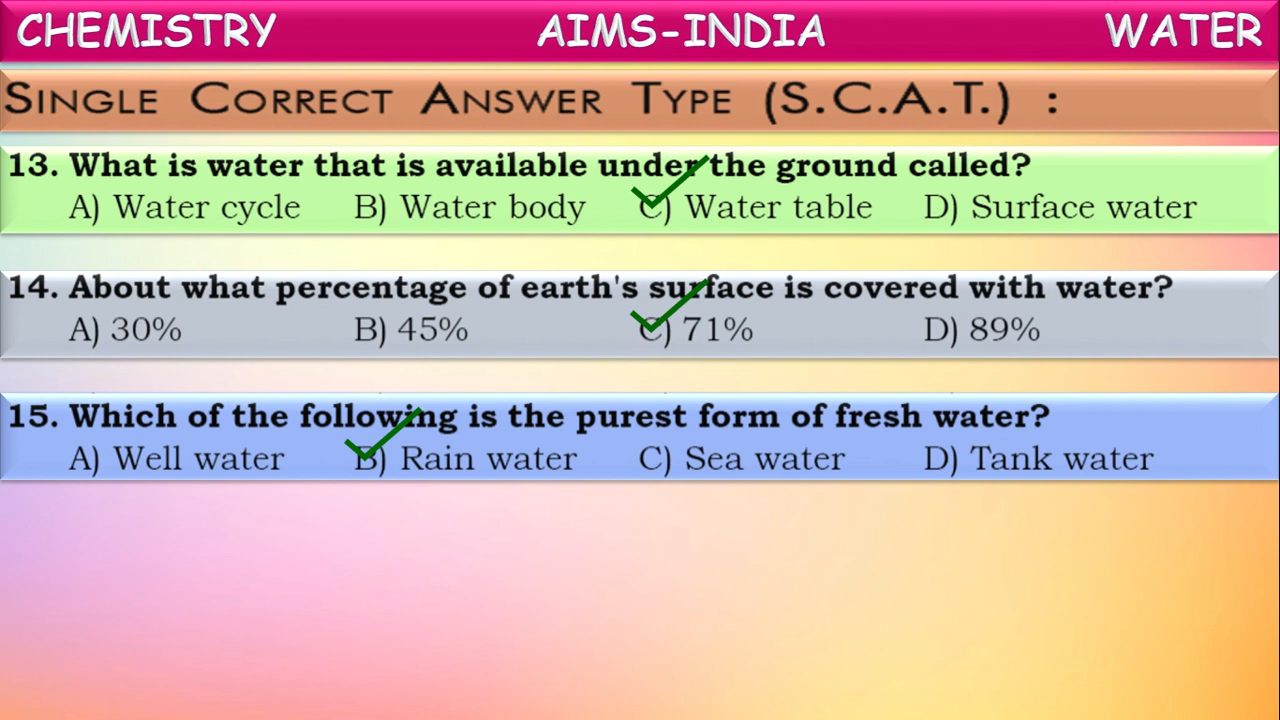 CHEMISTRY AIMS-INDIA WATER
SINGLE CORRECT ANSWER TYPE (S.C.A.T.) :
13. What is water that is available under the ground called?
A) Water cycle B) Water body C) Water table D) Surface water
14. About what percentage of earth's surface is covered with water?
A) 30% B) 45% C) 71% D) 89%
15. Which of the following is the purest form of fresh water?
A) Well water B) Rain water C) Sea water D) Tank water